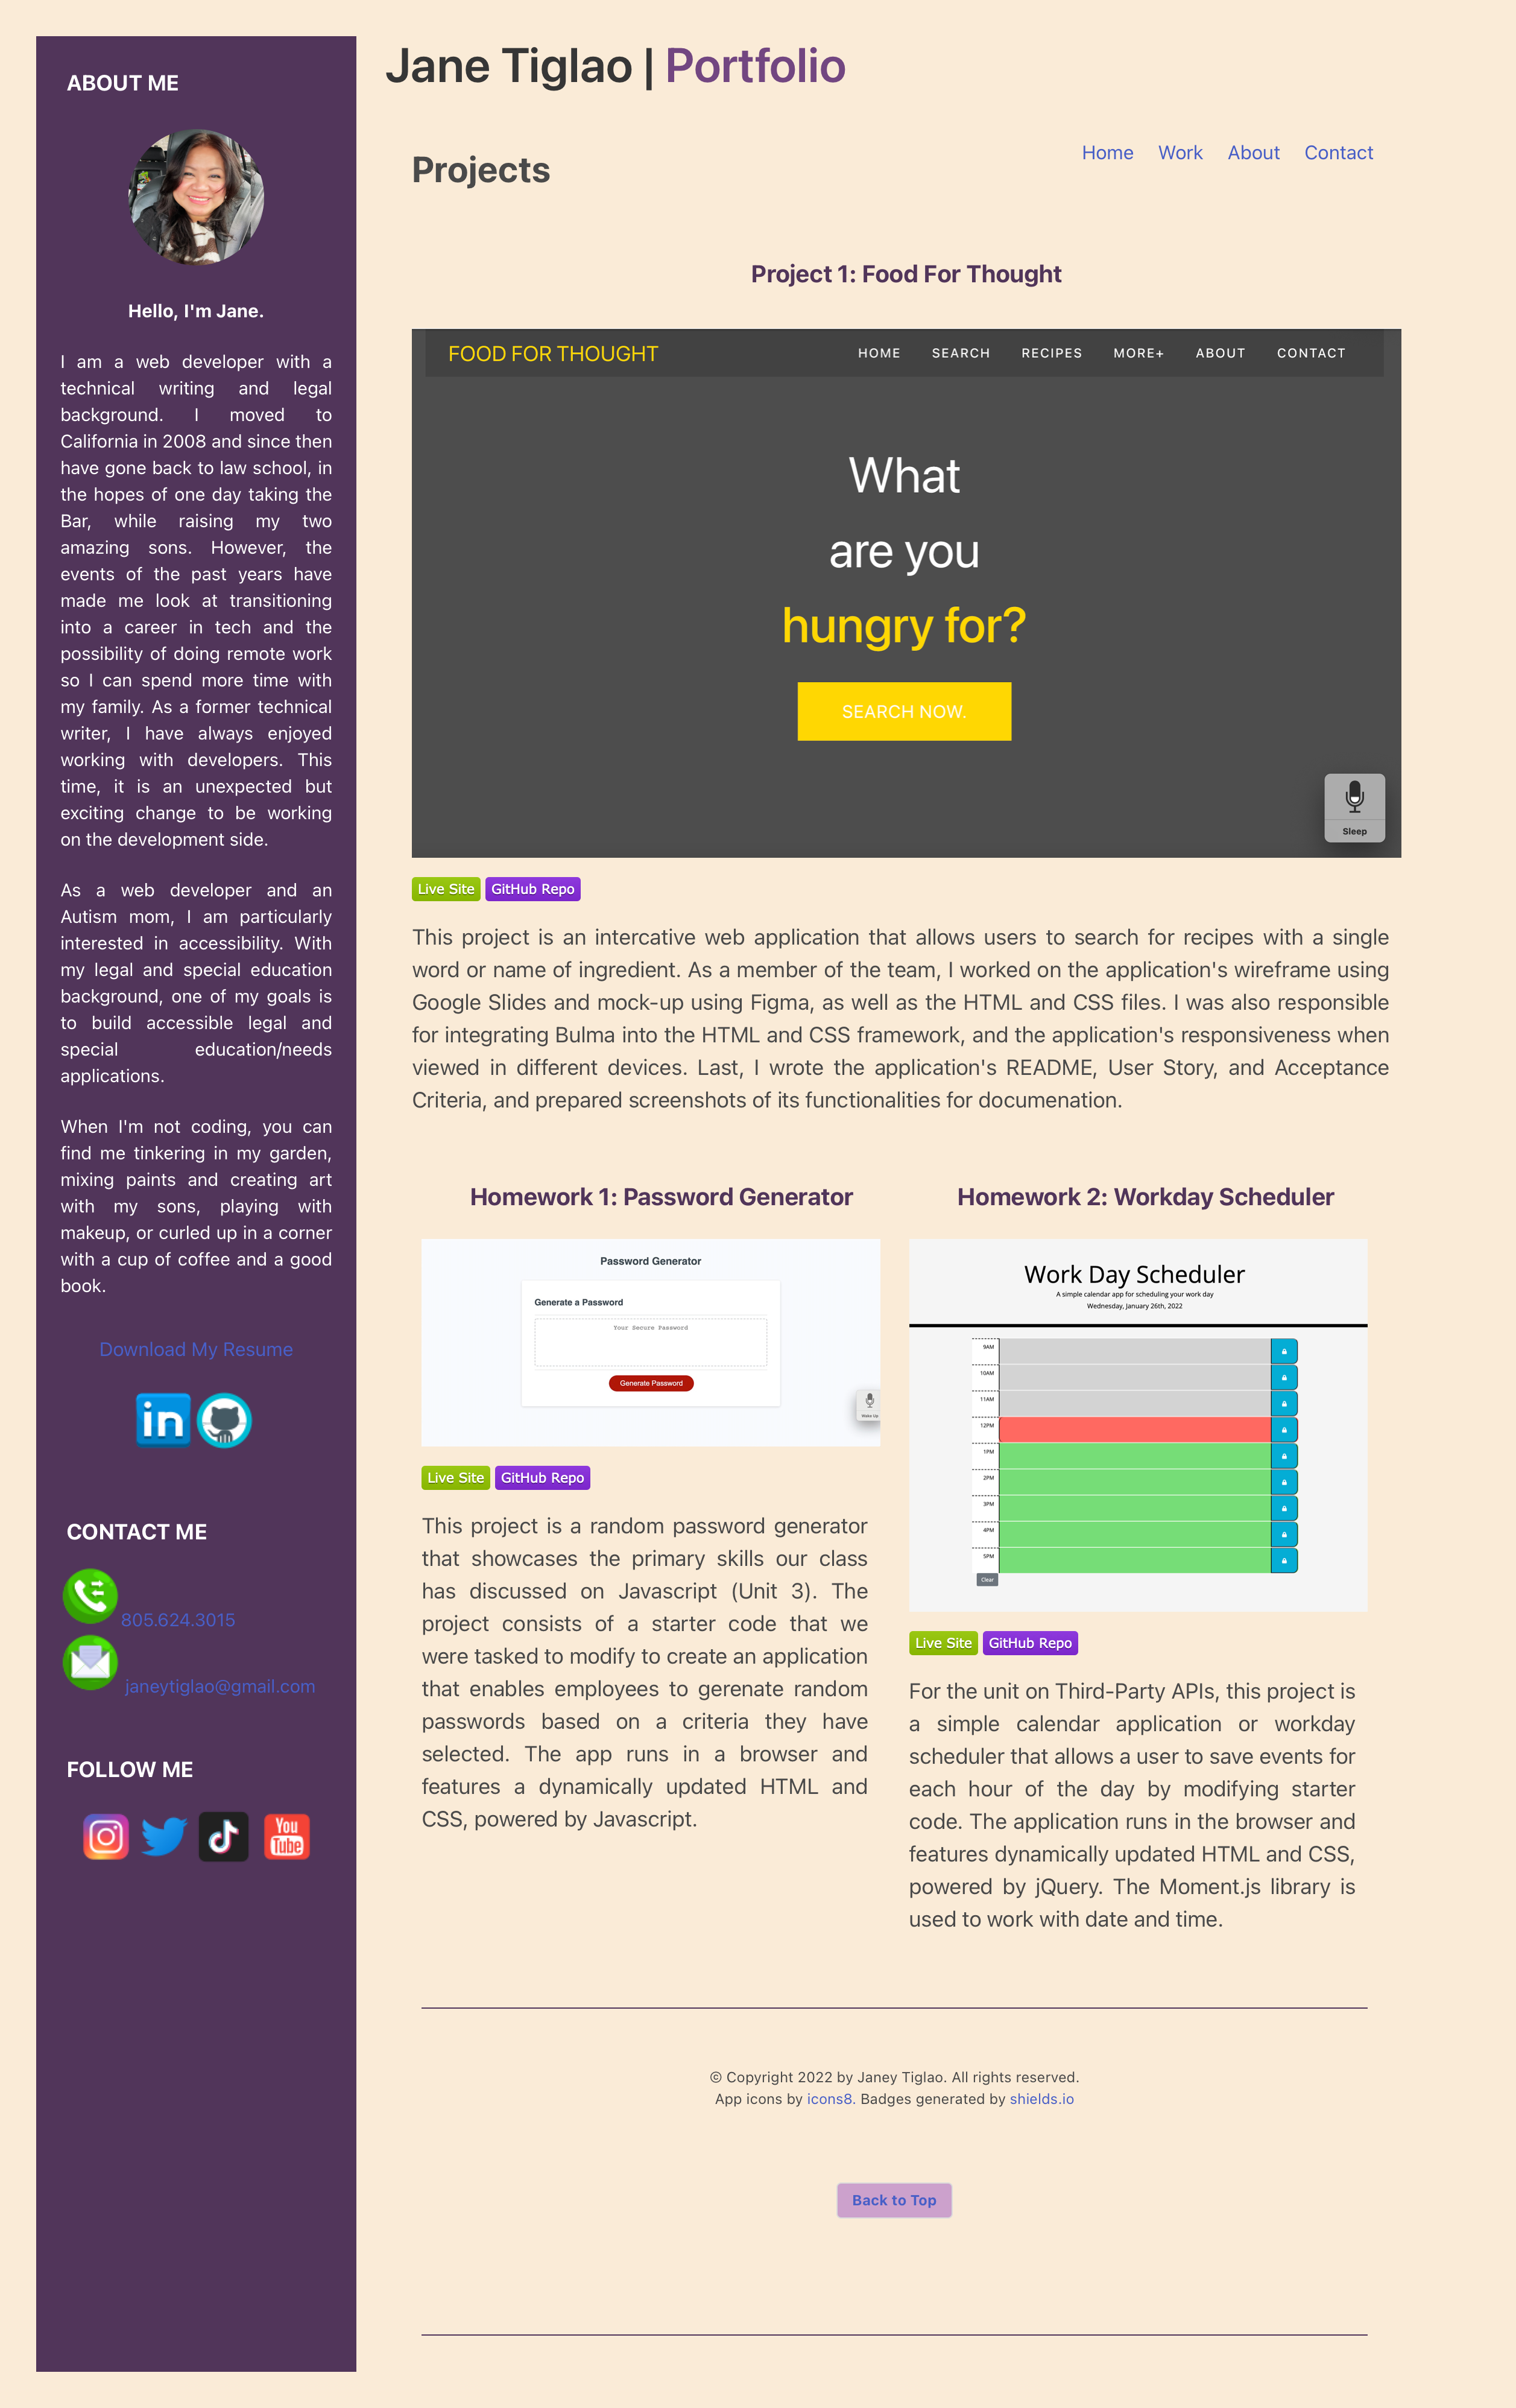 ABOUT ME
Hello, I'm Jane.
I am a web developer with a
technical writing and legal
background. I moved to
California in 2008 and since then
have gone back to law school, in
the hopes of one day taking the
Bar, while raising my two
amazing sons. However, the
events of the past years have
made me look at transitioning
into a career in tech and the
possibility of doing remote work
so I can spend more time with
my family. As a former technical
writer, I have always enjoyed
working with developers. This
time, it is an unexpected but
exciting change to be working
on the development side.
As a web developer and an
Autism mom, I am particularly
interested in accessibility. With
my legal and special education
background, one of my goals is
to build accessible legal and
special education/needs
applications.
When I'm not coding, you can
find me tinkering in my garden,
mixing paints and creating art
with my sons, playing with
makeup, or curled up in a corner
with a cup of coffee and a good
book.
Download My Resume
in
CONTACT ME
805.624.3015
janeytiglao@gmail.com
FOLLOW ME
You
Tube
Jane Tiglao | Portfolio
Home Work About Contact
Projects
Project 1: Food For Thought
FOOD FOR THOUGHT HOME SEARCH RECIPES MORE+ ABOUT CONTACT
What
are you
hungry for?
SEARCH NOW.
Sleep
Live Site GitHub Repo
This project is an intercative web application that allows users to search for recipes with a single
word or name of ingredient. As a member of the team, I worked on the application's wireframe using
Google Slides and mock-up using Figma, as well as the HTML and CSS files. I was also responsible
for integrating Bulma into the HTML and CSS framework, and the application's responsiveness when
viewed in different devices. Last, I wrote the application's README, User Story, and Acceptance
Criteria, and prepared screenshots of its functionalities for documenation.
Homework 1: Password Generator
Password Generator
Generate a Password
Your Secure Password
Generate Password
Wake Up
Live Site GitHub Repo
This project is a random password generator
that showcases the primary skills our class
has discussed on Javascript (Unit 3). The
project consists of a starter code that we
were tasked to modify to create an application
that enables employees to gerenate random
passwords based on a criteria they have
selected. The app runs in a browser and
features a dynamically updated HTML and
CSS, powered by Javascript.
Homework 2: Workday Scheduler
Work Day Scheduler
A simple calendar app for scheduling your work day
Wednesday, January 26th, 2022
9AM
10AM
11AM
12PM
1PM
2PM
3PM
4PM
5PM
Clear
Live Site GitHub Repo
For the unit on Third-Party APIs, this project is
a simple calendar application or workday
scheduler that allows a user to save events for
each hour of the day by modifying starter
code. The application runs in the browser and
features dynamically updated HTML and CSS,
powered by jQuery. The Moment.js library is
used to work with date and time.
© Copyright 2022 by Janey Tiglao. All rights reserved.
App icons by icons8. Badges generated by shields.io
Back to Top